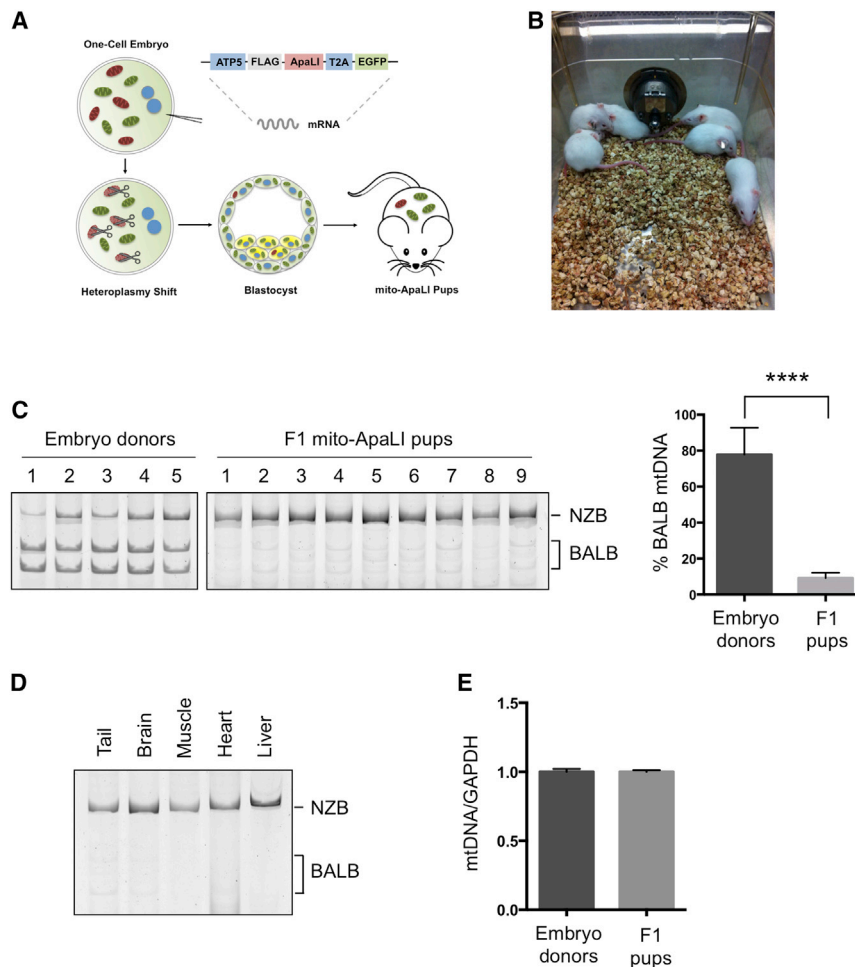 A
One-Cell Embryo
ATP5 FLAG ApaLI T2A EGFP
mRNA
Heteroplasmy Shift
Blastocyst
mito-ApaLI Pups
B
C
Embryo donors
1 2 3 4 5
F1 mito-ApaLI pups
1 2 3 4 5 6 7 8 9
NZB
BALB
****
% BALB mtDNA
100
80
60
40
20
0
Embryo donors
F1 pups
D
Tail Brain Muscle Heart Liver
NZB
BALB
E
mtDNA/GAPDH
1.5
1.0
0.5
0.0
Embryo donors
F1 pups